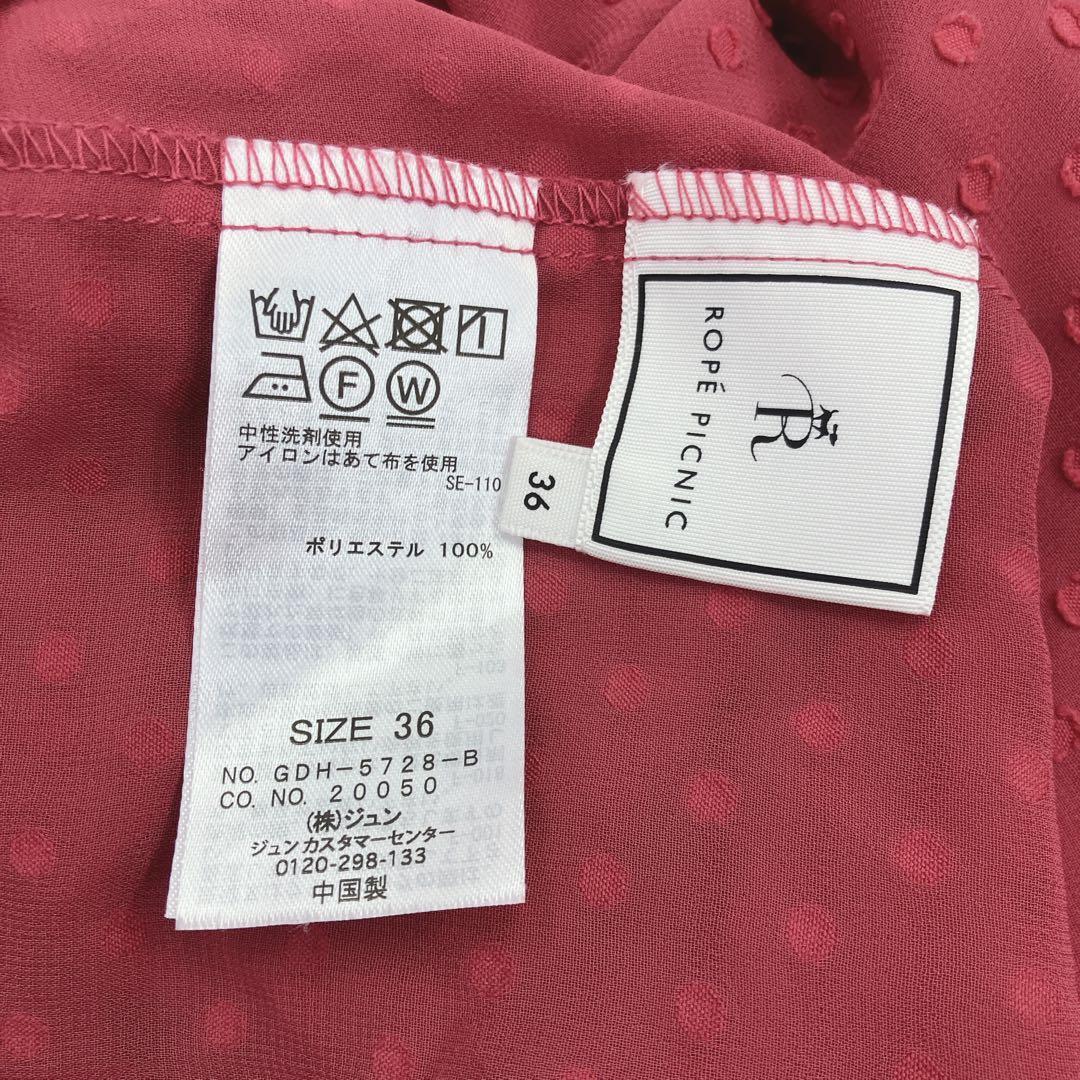 F W
中性洗剤使用
アイロンはあて布を使用
SE-110
ポリエステル 100%
SIZE 36
NO. GDH-5728-B
CO. NO. 20050
(株)ジュン
ジュンカスタマーセンター
0120-298-133
中国製
36
R
ROPÉ PICNIC